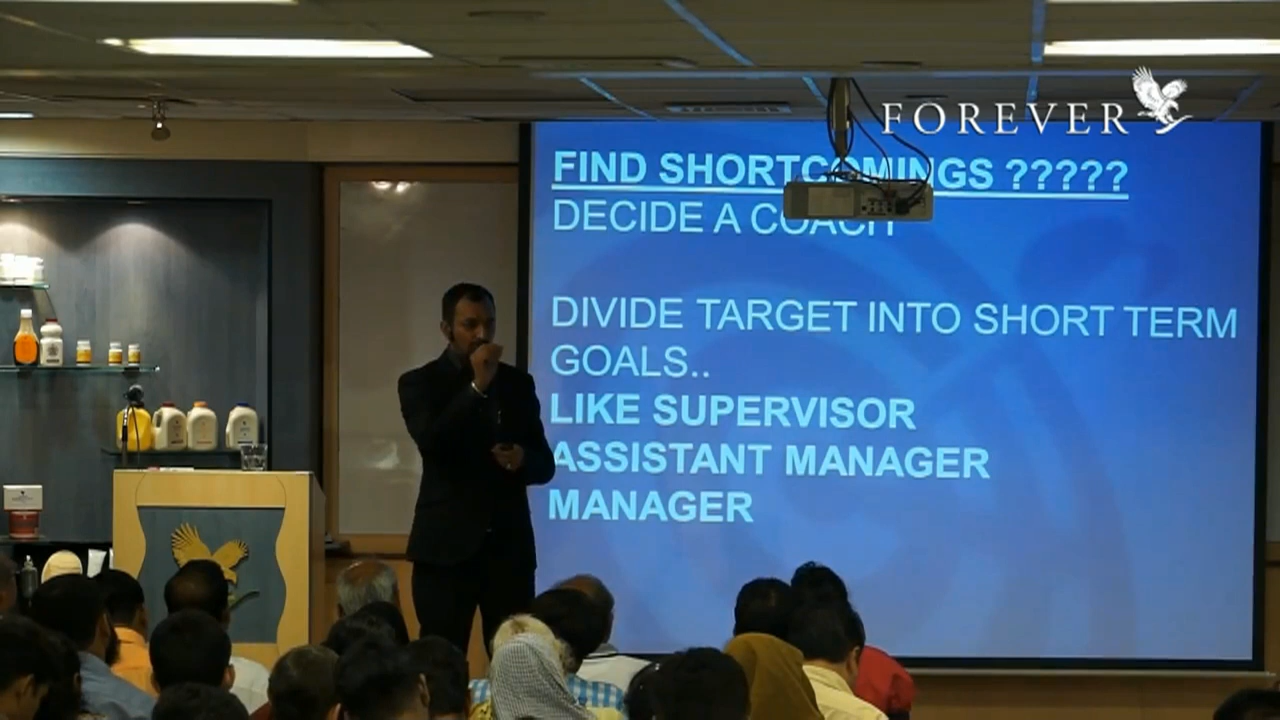 FOREVER
FIND SHORTCOMINGS ?????
DECIDE A COACH
DIVIDE TARGET INTO SHORT TERM
GOALS..
LIKE SUPERVISOR
ASSISTANT MANAGER
MANAGER